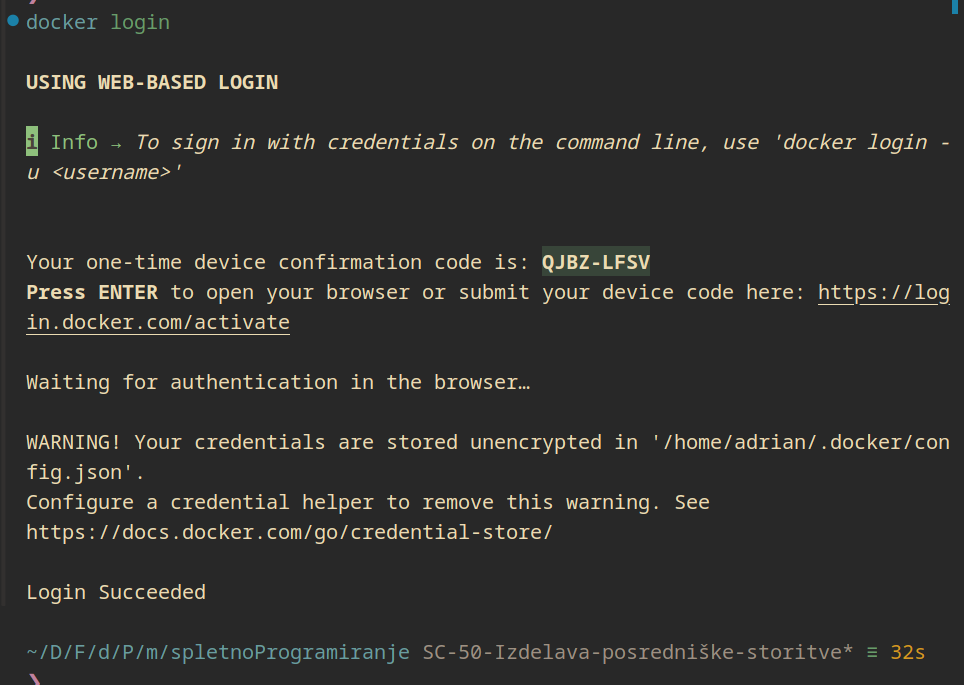 docker login
USING WEB-BASED LOGIN
i Info → To sign in with credentials on the command line, use 'docker login -
u <username>'
Your one-time device confirmation code is: QJBZ-LFSV
Press ENTER to open your browser or submit your device code here: https://log
in.docker.com/activate
Waiting for authentication in the browser…
WARNING! Your credentials are stored unencrypted in '/home/adrian/.docker/con
fig.json'.
Configure a credential helper to remove this warning. See
https://docs.docker.com/go/credential-store/
Login Succeeded
~/D/F/d/P/m/spletnoProgramiranje SC-50-Izdelava-posredniške-storitve* ≡ 32s
❯